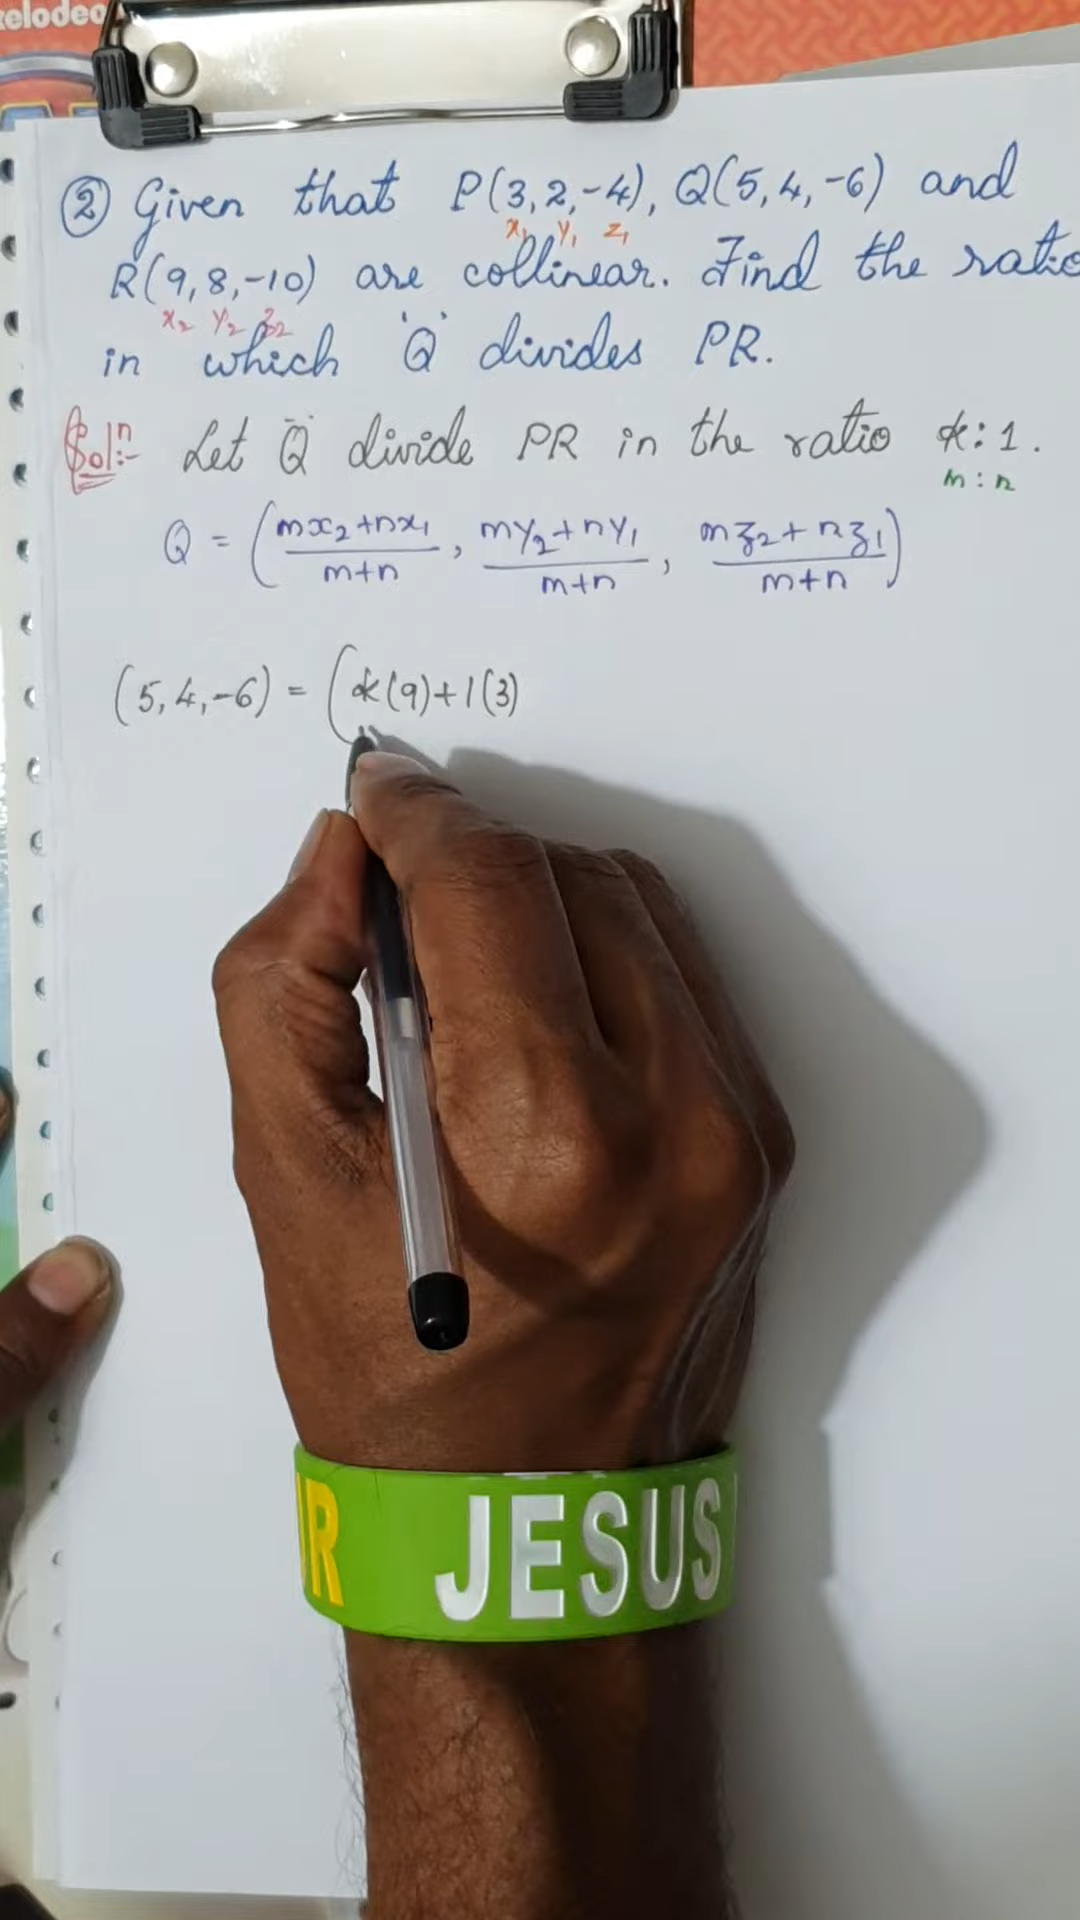 ② Given that P(3,2,-4), Q(5,4,-6) and
x₁ y₁ z₁
R(9,8,-10) are collinear. Find the ratio
x₂ y₂ z₂
in which 'Q' divides PR.
Solⁿ:- Let 'Q' divide PR in the ratio k:1.
m:n
Q = ( mx₂+nx₁ / m+n , my₂+ny₁ / m+n , mz₂+nz₁ / m+n )
(5,4,-6) = ( k(9)+1(3)
UR JESUS